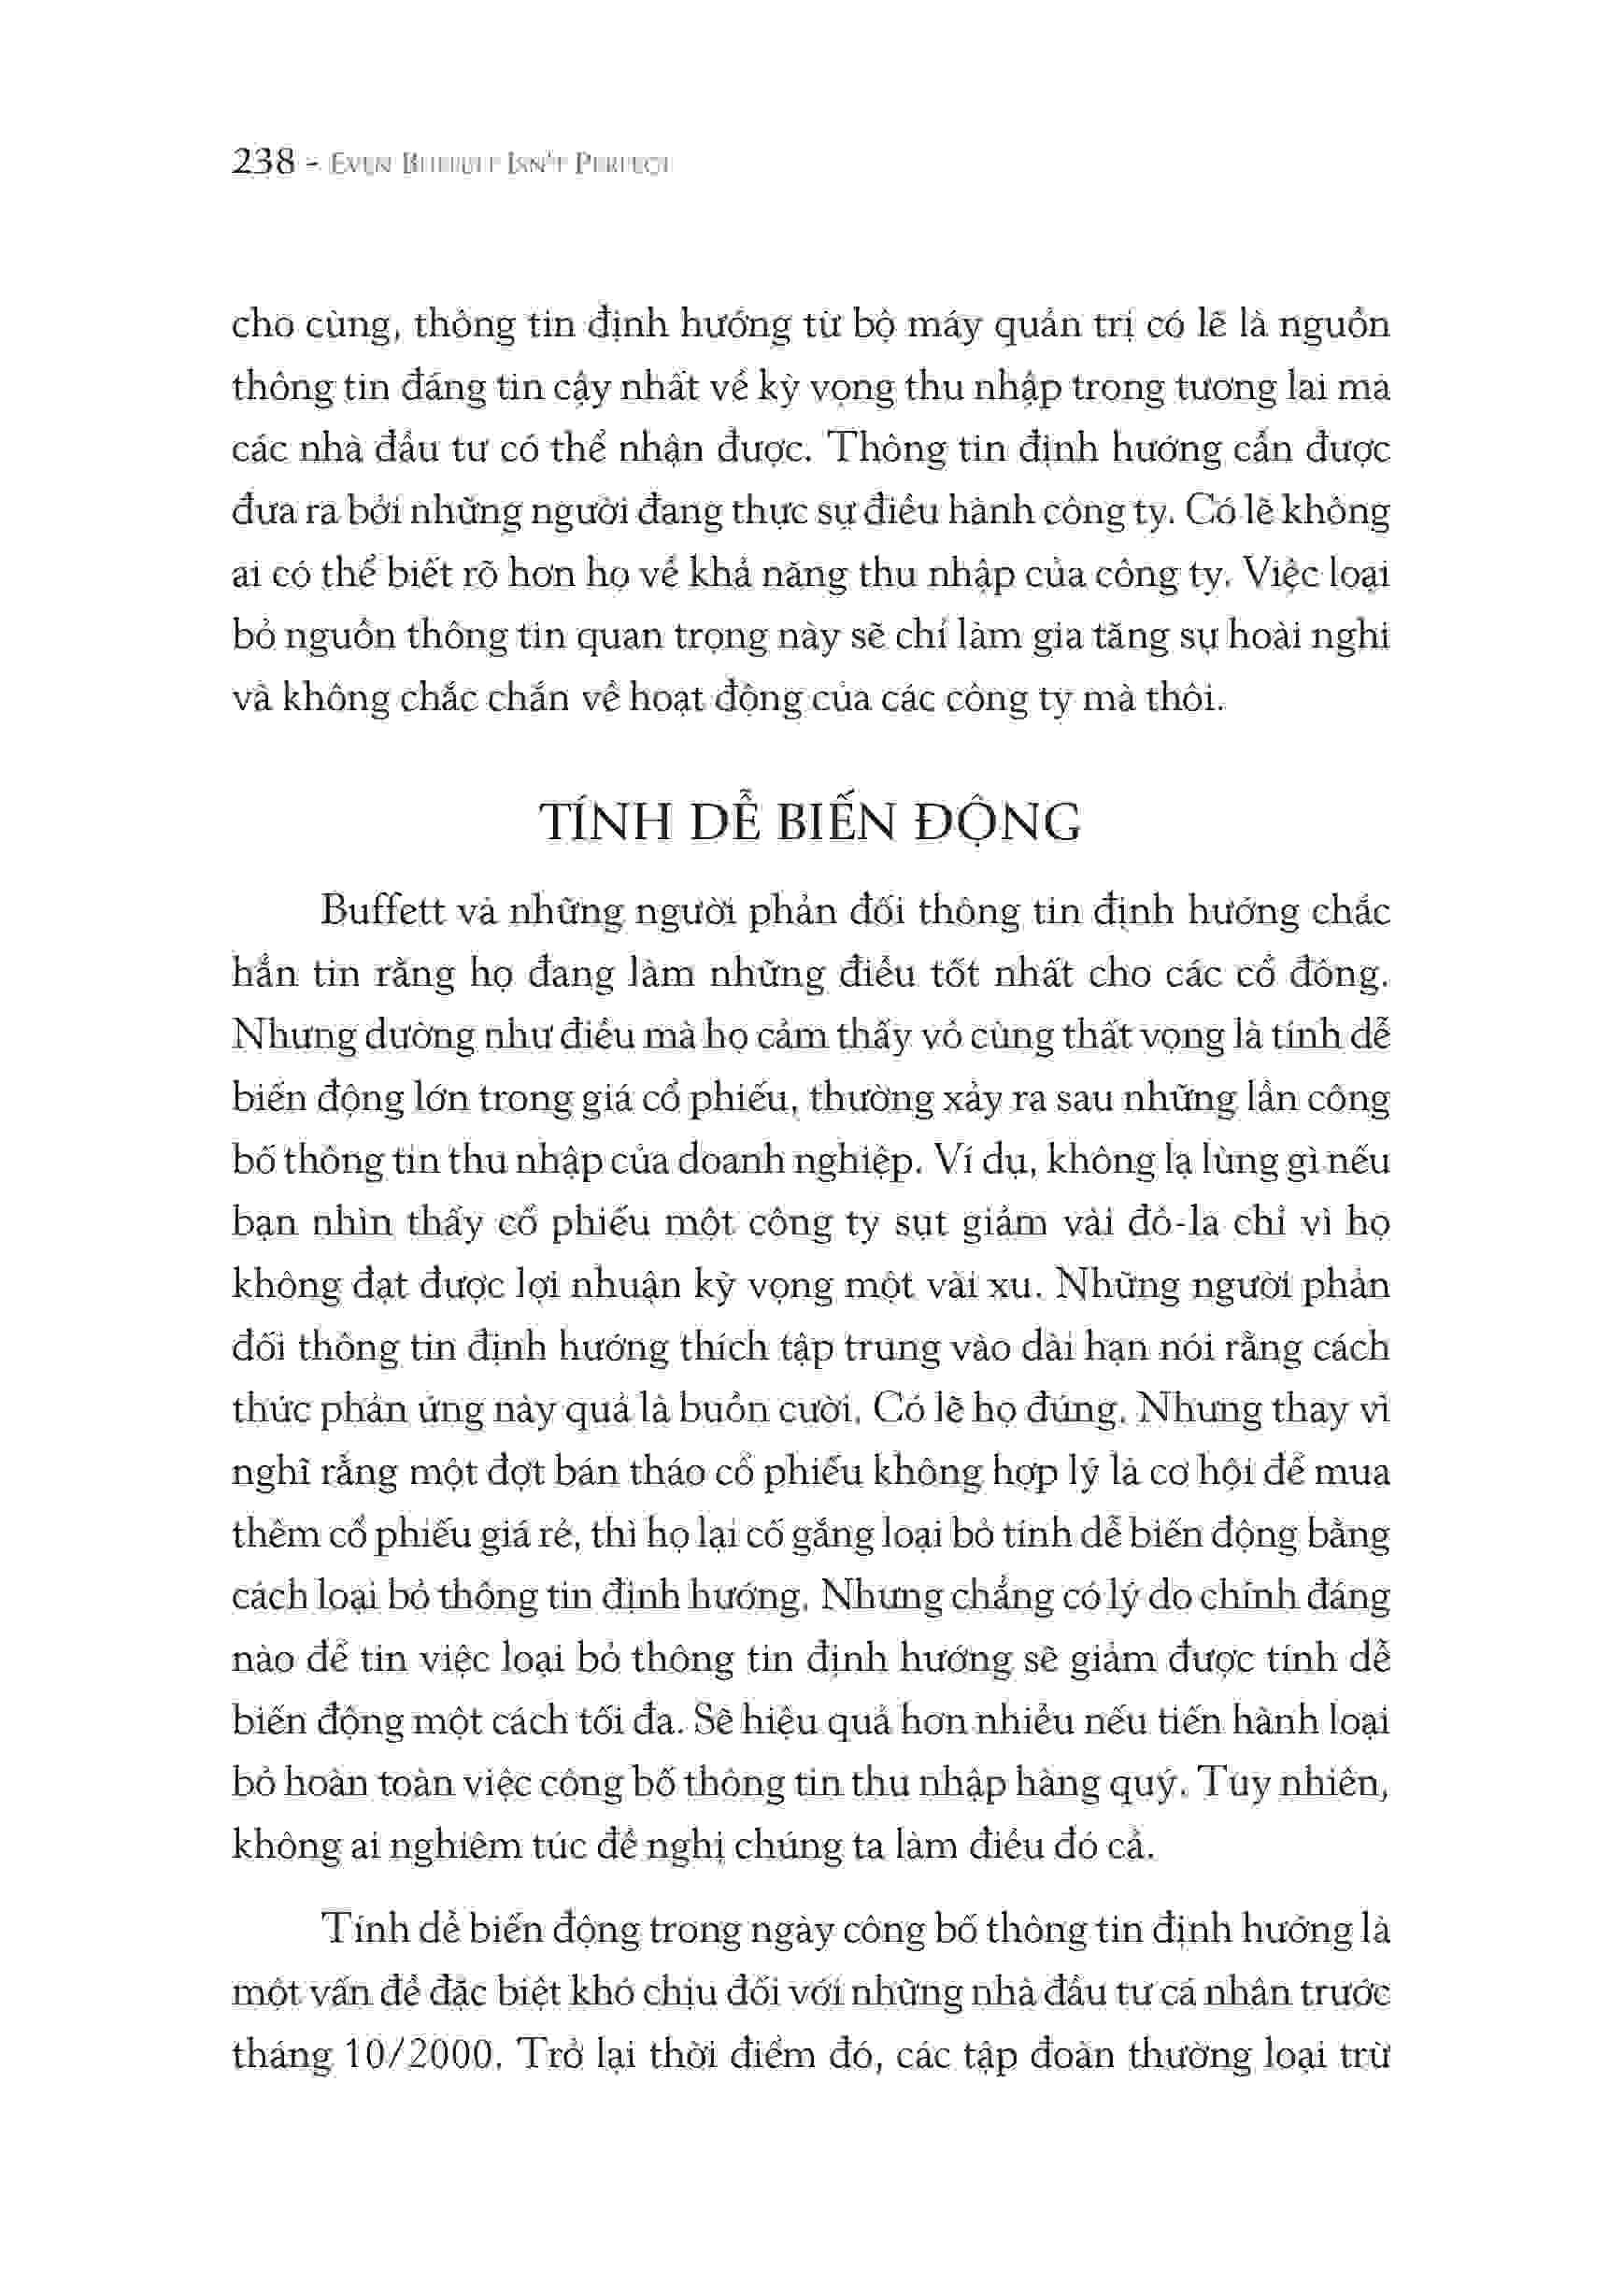 238 - EVEN BUFFETT ISN'T PERFECT
cho cùng, thông tin định hướng từ bộ máy quản trị có lẽ là nguồn
thông tin đáng tin cậy nhất về kỳ vọng thu nhập trong tương lai mà
các nhà đầu tư có thể nhận được. Thông tin định hướng cần được
đưa ra bởi những người đang thực sự điều hành công ty. Có lẽ không
ai có thể biết rõ hơn họ về khả năng thu nhập của công ty. Việc loại
bỏ nguồn thông tin quan trọng này sẽ chỉ làm gia tăng sự hoài nghi
và không chắc chắn về hoạt động của các công ty mà thôi.
TÍNH DỄ BIẾN ĐỘNG
Buffett và những người phản đối thông tin định hướng chắc
hẳn tin rằng họ đang làm những điều tốt nhất cho các cổ đông.
Nhưng dường như điều mà họ cảm thấy vô cùng thất vọng là tính dễ
biến động lớn trong giá cổ phiếu, thường xảy ra sau những lần công
bố thông tin thu nhập của doanh nghiệp. Ví dụ, không lạ lùng gì nếu
bạn nhìn thấy cổ phiếu một công ty sụt giảm vài đô-la chỉ vì họ
không đạt được lợi nhuận kỳ vọng một vài xu. Những người phản
đối thông tin định hướng thích tập trung vào dài hạn nói rằng cách
thức phản ứng này quả là buồn cười. Có lẽ họ đúng. Nhưng thay vì
nghĩ rằng một đợt bán tháo cổ phiếu không hợp lý là cơ hội để mua
thêm cổ phiếu giá rẻ, thì họ lại cố gắng loại bỏ tính dễ biến động bằng
cách loại bỏ thông tin định hướng. Nhưng chẳng có lý do chính đáng
nào để tin việc loại bỏ thông tin định hướng sẽ giảm được tính dễ
biến động một cách tối đa. Sẽ hiệu quả hơn nhiều nếu tiến hành loại
bỏ hoàn toàn việc công bố thông tin thu nhập hàng quý. Tuy nhiên,
không ai nghiêm túc đề nghị chúng ta làm điều đó cả.
Tính dễ biến động trong ngày công bố thông tin định hướng là
một vấn đề đặc biệt khó chịu đối với những nhà đầu tư cá nhân trước
tháng 10/2000. Trở lại thời điểm đó, các tập đoàn thường loại trừ